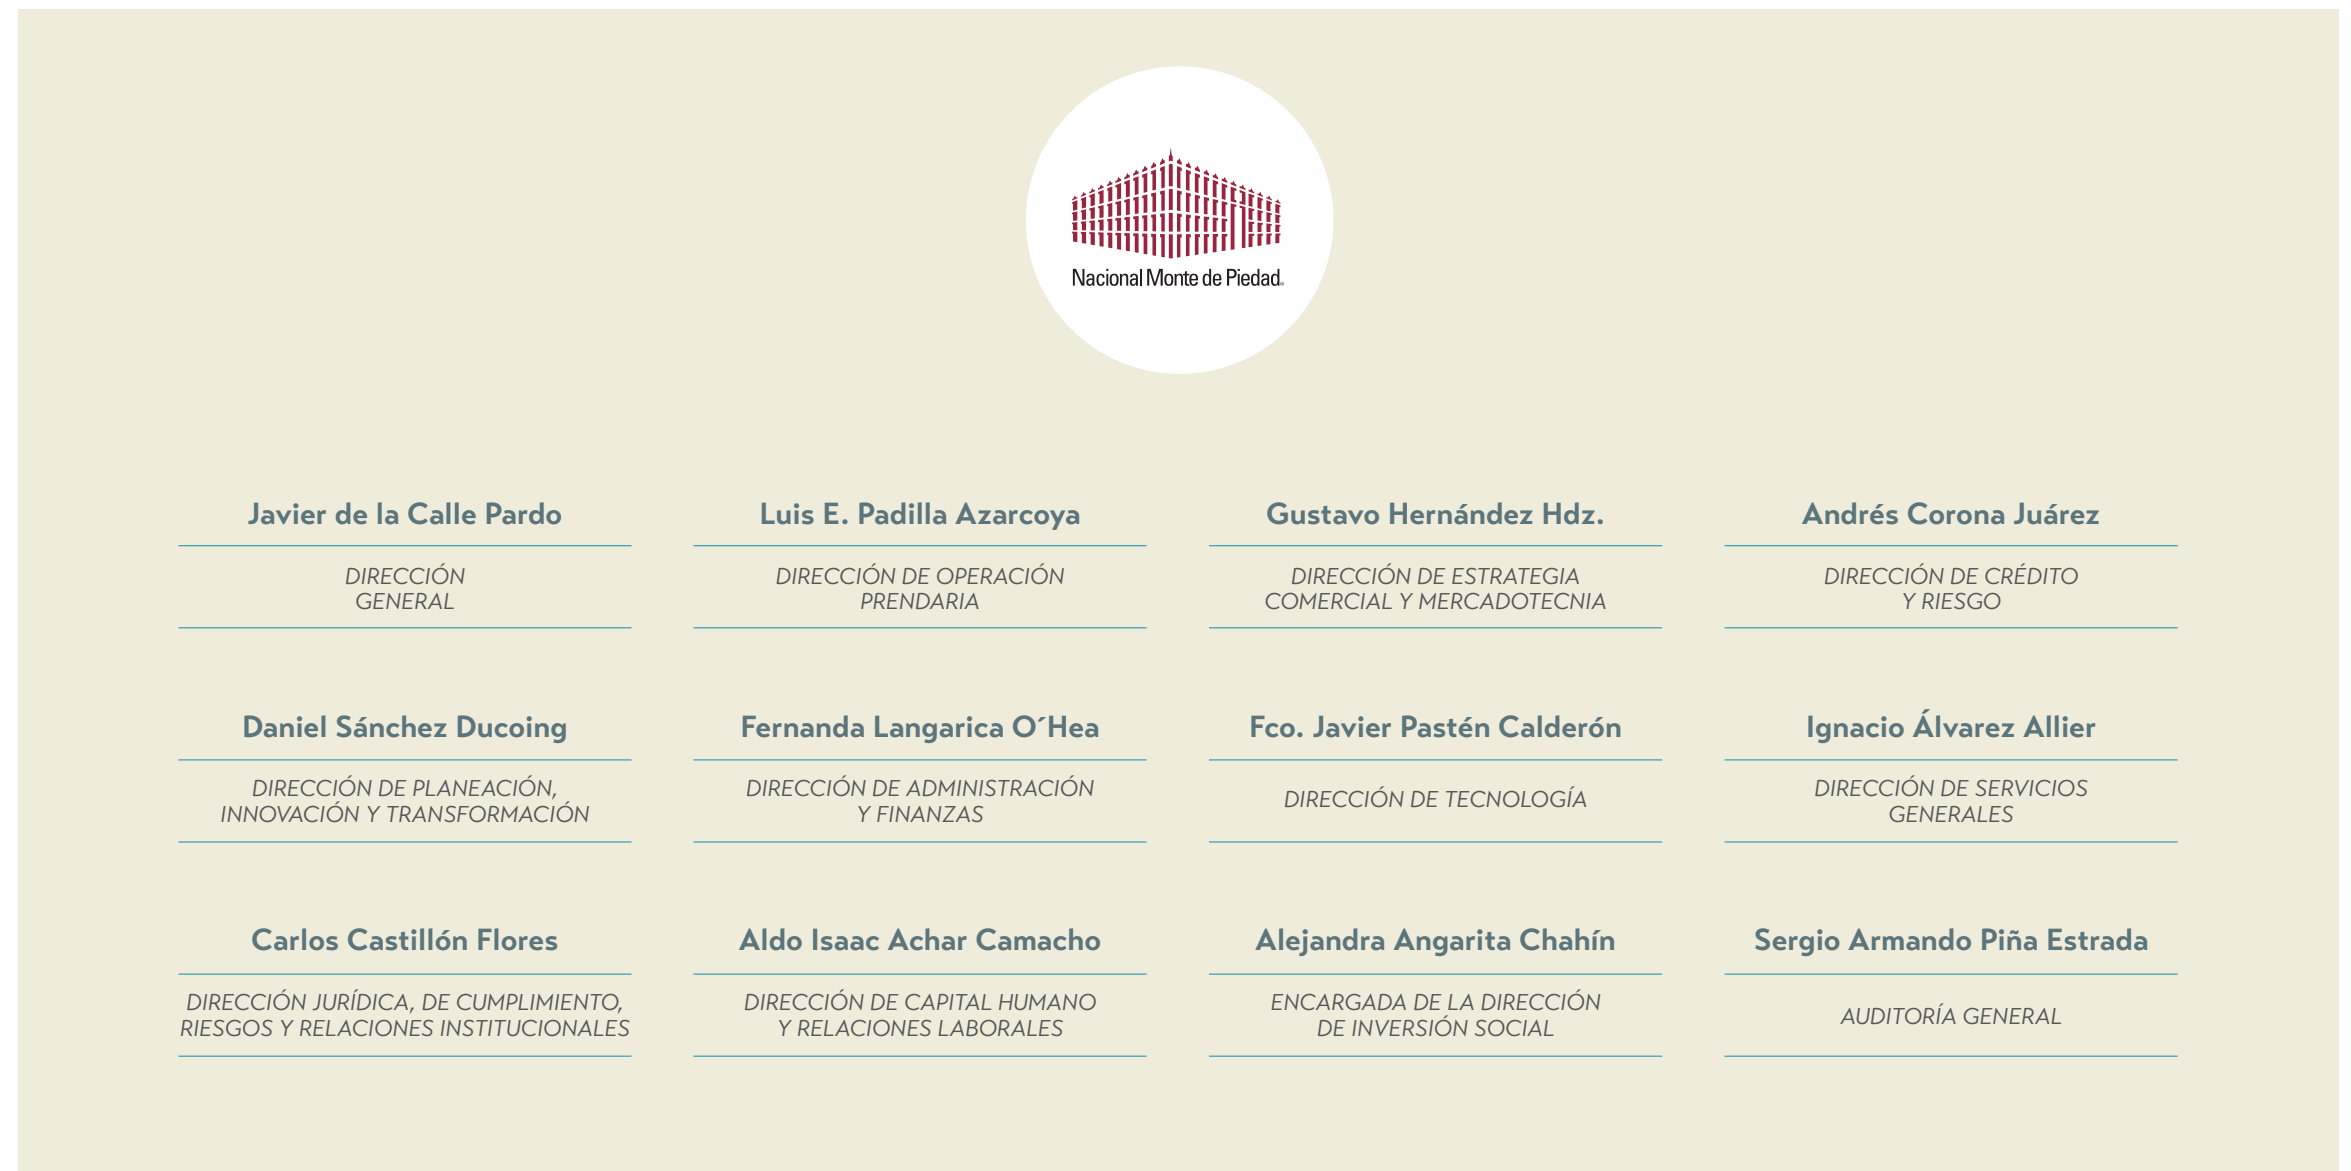 Nacional Monte de Piedad®
Javier de la Calle Pardo
DIRECCIÓN
GENERAL
Luis E. Padilla Azarcoya
DIRECCIÓN DE OPERACIÓN
PRENDARIA
Gustavo Hernández Hdz.
DIRECCIÓN DE ESTRATEGIA
COMERCIAL Y MERCADOTECNIA
Andrés Corona Juárez
DIRECCIÓN DE CRÉDITO
Y RIESGO
Daniel Sánchez Ducoing
DIRECCIÓN DE PLANEACIÓN,
INNOVACIÓN Y TRANSFORMACIÓN
Fernanda Langarica O´Hea
DIRECCIÓN DE ADMINISTRACIÓN
Y FINANZAS
Fco. Javier Pastén Calderón
DIRECCIÓN DE TECNOLOGÍA
Ignacio Álvarez Allier
DIRECCIÓN DE SERVICIOS
GENERALES
Carlos Castillón Flores
DIRECCIÓN JURÍDICA, DE CUMPLIMIENTO,
RIESGOS Y RELACIONES INSTITUCIONALES
Aldo Isaac Achar Camacho
DIRECCIÓN DE CAPITAL HUMANO
Y RELACIONES LABORALES
Alejandra Angarita Chahín
ENCARGADA DE LA DIRECCIÓN
DE INVERSIÓN SOCIAL
Sergio Armando Piña Estrada
AUDITORÍA GENERAL